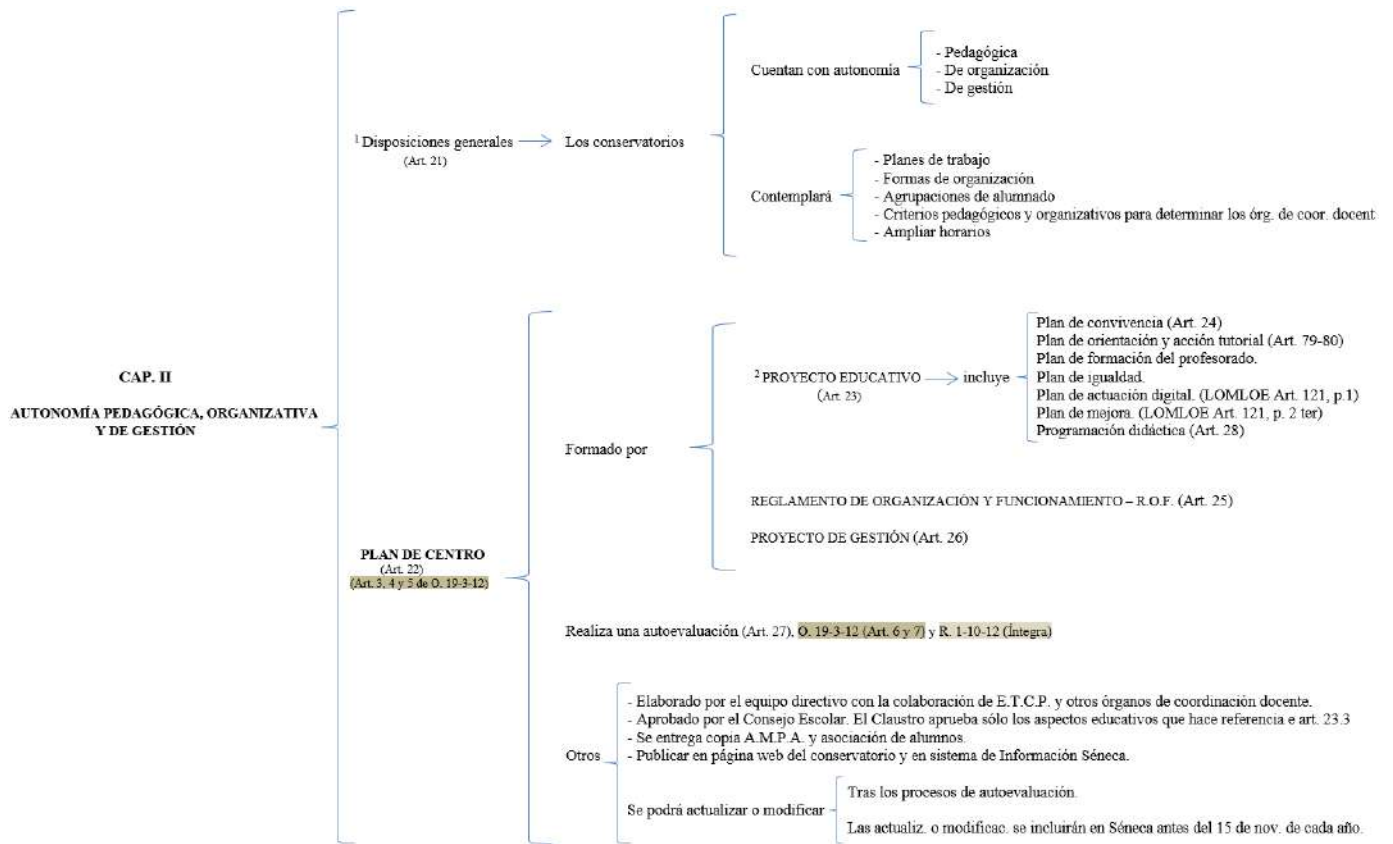 CAP. II
AUTONOMÍA PEDAGÓGICA, ORGANIZATIVA
Y DE GESTIÓN
1 Disposiciones generales
(Art. 21)
Los conservatorios
Cuentan con autonomía
- Pedagógica
- De organización
- De gestión
Contemplará
- Planes de trabajo
- Formas de organización
- Agrupaciones de alumnado
- Criterios pedagógicos y organizativos para determinar los órg. de coor. docent
- Ampliar horarios
PLAN DE CENTRO
(Art. 22)
(Art. 3, 4 y 5 de O. 19-3-12)
Formado por
2 PROYECTO EDUCATIVO
(Art. 23)
incluye
Plan de convivencia (Art. 24)
Plan de orientación y acción tutorial (Art. 79-80)
Plan de formación del profesorado.
Plan de igualdad.
Plan de actuación digital. (LOMLOE Art. 121, p.1)
Plan de mejora. (LOMLOE Art. 121, p. 2 ter)
Programación didáctica (Art. 28)
REGLAMENTO DE ORGANIZACIÓN Y FUNCIONAMIENTO – R.O.F. (Art. 25)
PROYECTO DE GESTIÓN (Art. 26)
Realiza una autoevaluación (Art. 27), O. 19-3-12 (Art. 6 y 7) y R. 1-10-12 (Íntegra)
Otros
- Elaborado por el equipo directivo con la colaboración de E.T.C.P. y otros órganos de coordinación docente.
- Aprobado por el Consejo Escolar. El Claustro aprueba sólo los aspectos educativos que hace referencia e art. 23.3
- Se entrega copia A.M.P.A. y asociación de alumnos.
- Publicar en página web del conservatorio y en sistema de Información Séneca.
Se podrá actualizar o modificar
Tras los procesos de autoevaluación.
Las actualiz. o modificac. se incluirán en Séneca antes del 15 de nov. de cada año.